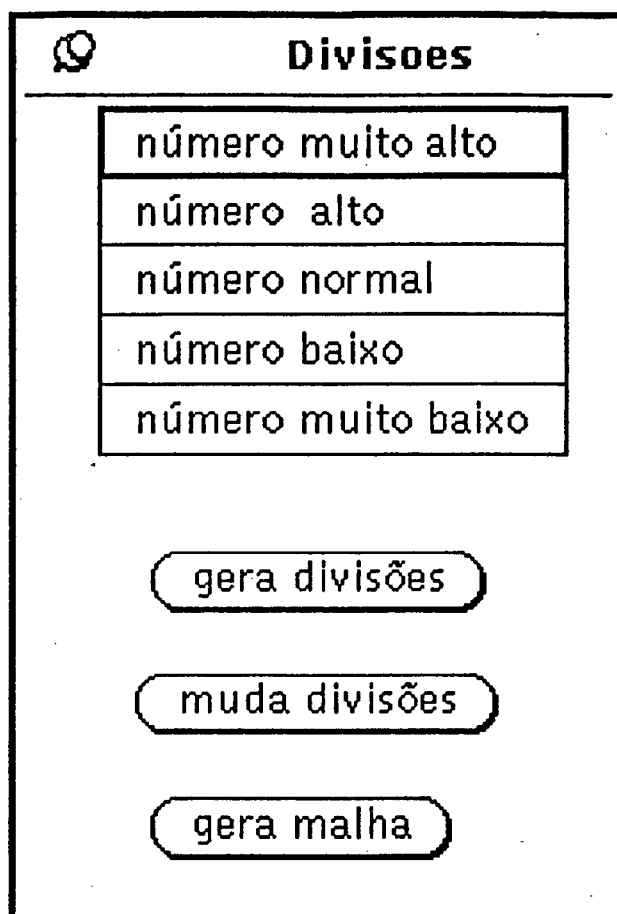 Divisoes
número muito alto
número alto
número normal
número baixo
número muito baixo
gera divisões
muda divisões
gera malha